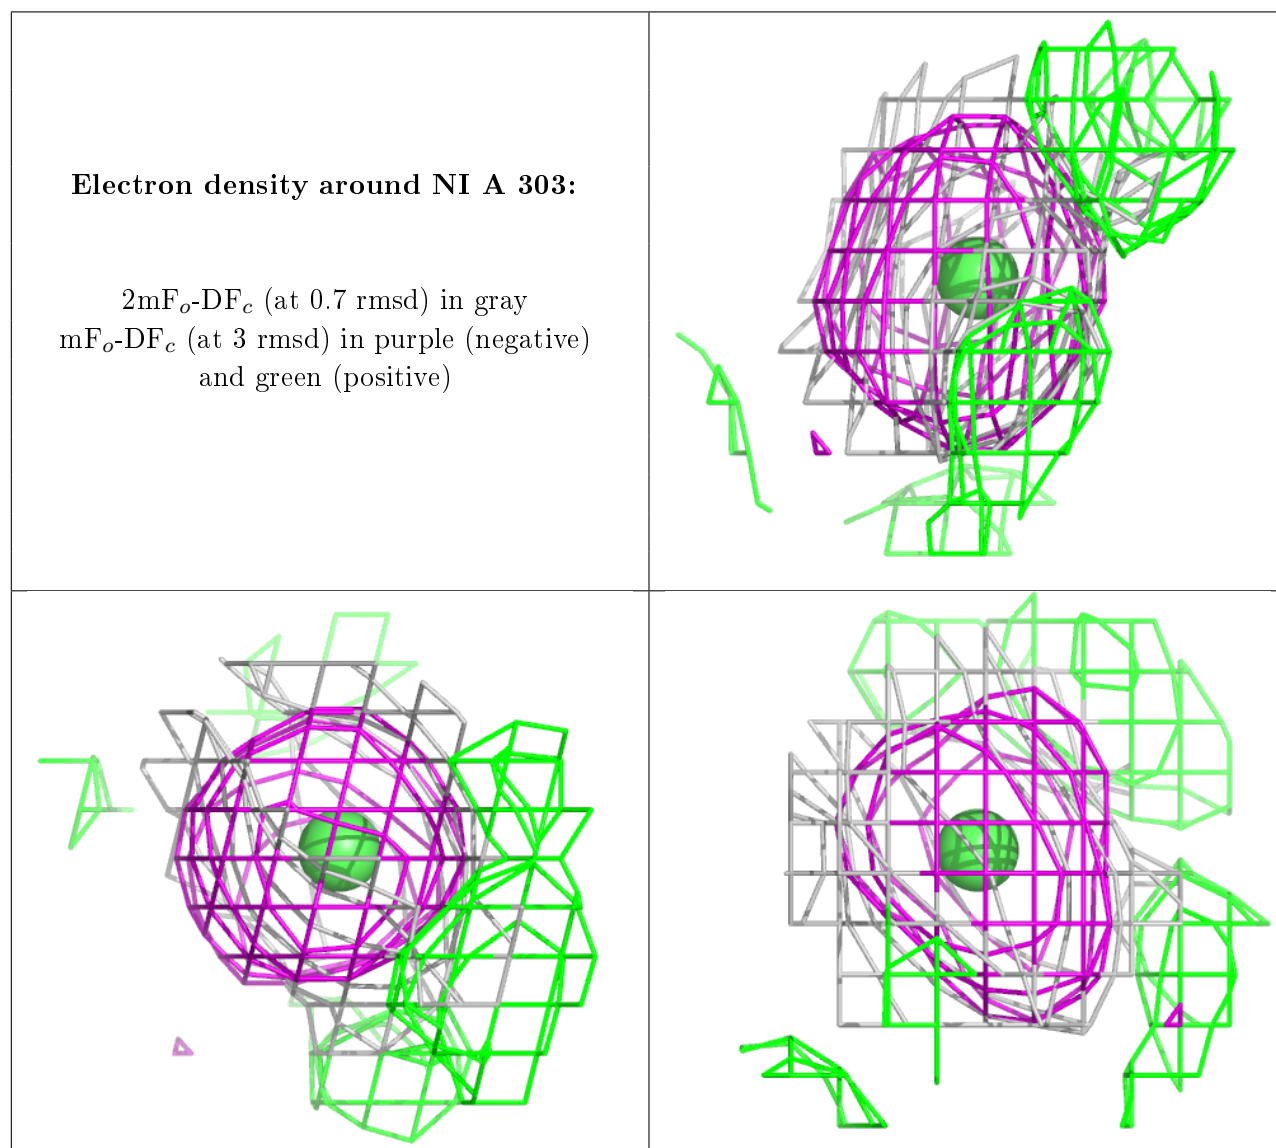 Electron density around NI A 303:
2mFₒ-DF𝒸 (at 0.7 rmsd) in gray
mFₒ-DF𝒸 (at 3 rmsd) in purple (negative)
and green (positive)